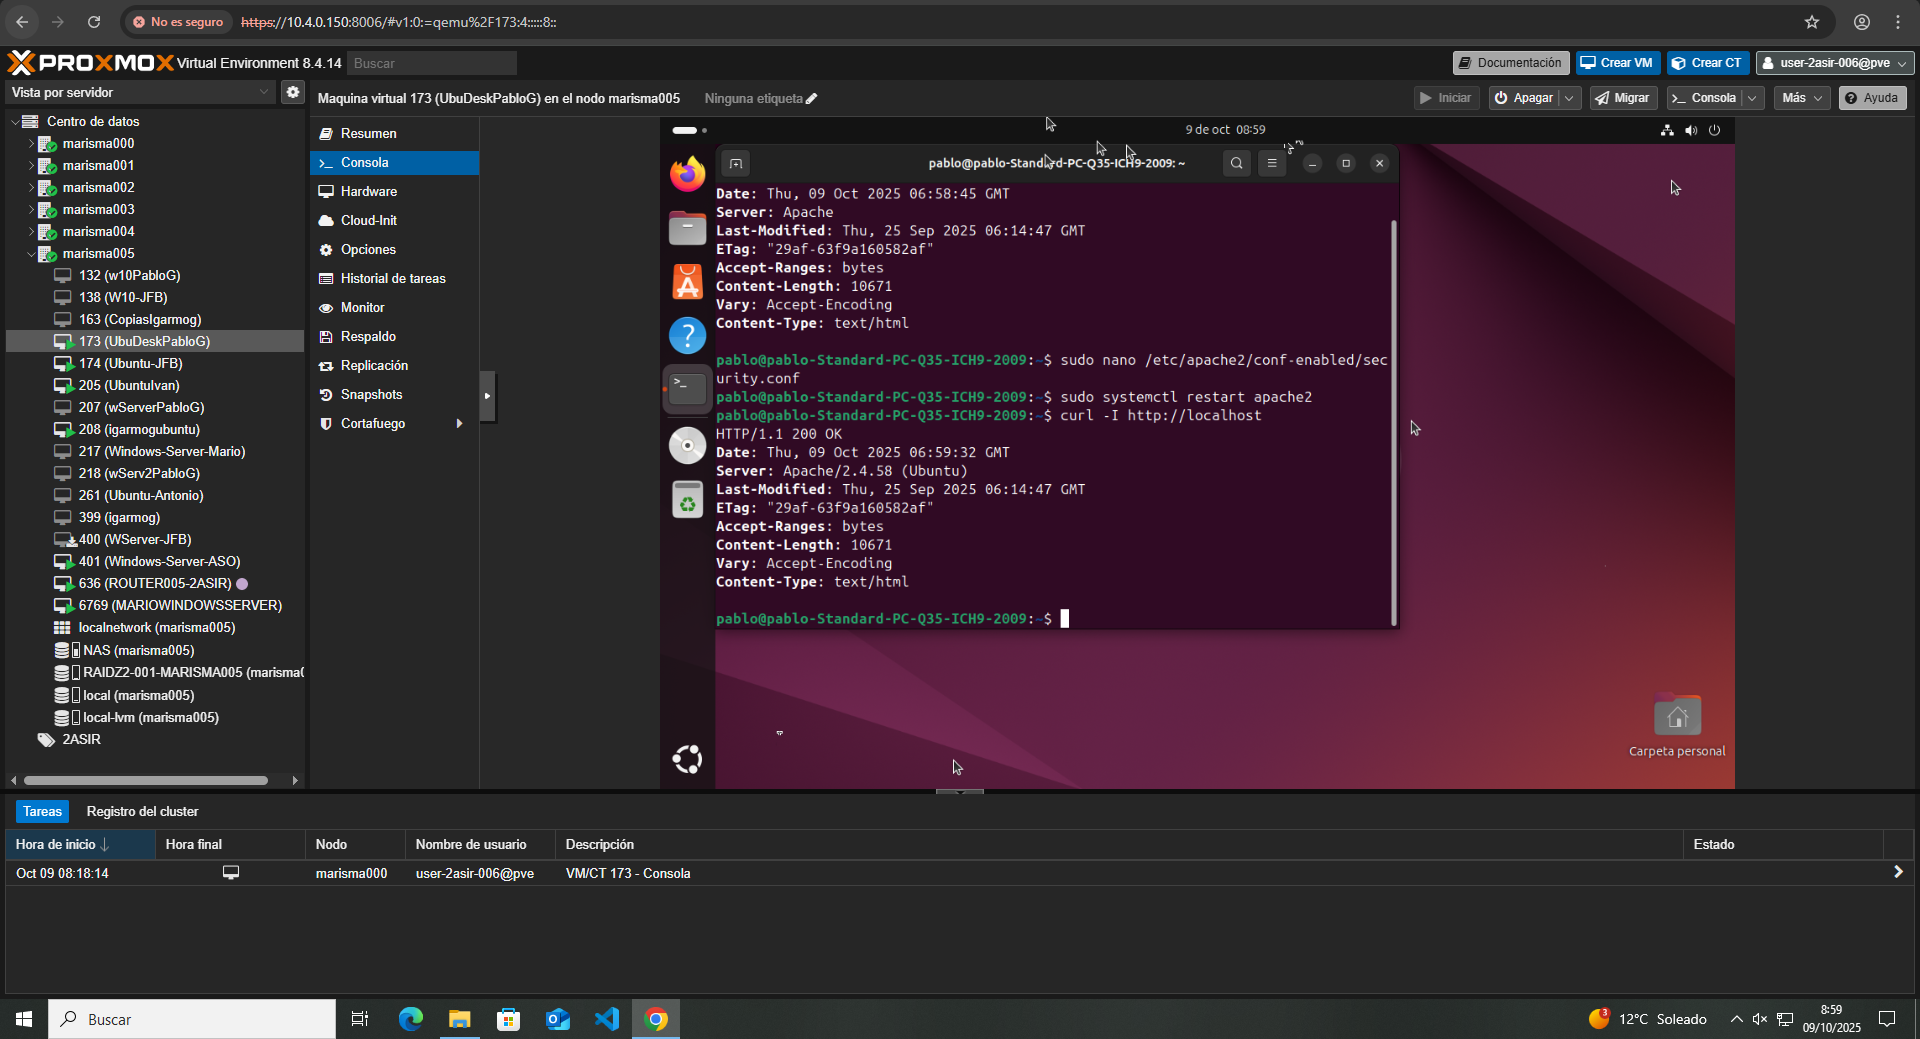 No es seguro https://10.4.0.150:8006/#v1:0:=qemu%2F173:4:::::8::
PROXMOX Virtual Environment 8.4.14 Buscar Documentación Crear VM Crear CT user-2asir-006@pve
Vista por servidor
Maquina virtual 173 (UbuDeskPabloG) en el nodo marisma005 Ninguna etiqueta Iniciar Apagar Migrar Consola Más Ayuda
Centro de datos
marisma000
marisma001
marisma002
marisma003
marisma004
marisma005
132 (w10PabloG)
138 (W10-JFB)
163 (CopiasIgarmog)
173 (UbuDeskPabloG)
174 (Ubuntu-JFB)
205 (UbuntuIvan)
207 (wServerPabloG)
208 (igarmogubuntu)
217 (Windows-Server-Mario)
218 (wServ2PabloG)
261 (Ubuntu-Antonio)
399 (igarmog)
400 (WServer-JFB)
401 (Windows-Server-ASO)
636 (ROUTER005-2ASIR)
6769 (MARIOWINDOWSSERVER)
localnetwork (marisma005)
NAS (marisma005)
RAIDZ2-001-MARISMA005 (marisma0
local (marisma005)
local-lvm (marisma005)
2ASIR
Resumen
Consola
Hardware
Cloud-Init
Opciones
Historial de tareas
Monitor
Respaldo
Replicación
Snapshots
Cortafuego
9 de oct 08:59
pablo@pablo-Standard-PC-Q35-ICH9-2009: ~
Date: Thu, 09 Oct 2025 06:58:45 GMT
Server: Apache
Last-Modified: Thu, 25 Sep 2025 06:14:47 GMT
ETag: "29af-63f9a160582af"
Accept-Ranges: bytes
Content-Length: 10671
Vary: Accept-Encoding
Content-Type: text/html
pablo@pablo-Standard-PC-Q35-ICH9-2009:~$ sudo nano /etc/apache2/conf-enabled/sec
urity.conf
pablo@pablo-Standard-PC-Q35-ICH9-2009:~$ sudo systemctl restart apache2
pablo@pablo-Standard-PC-Q35-ICH9-2009:~$ curl -I http://localhost
HTTP/1.1 200 OK
Date: Thu, 09 Oct 2025 06:59:32 GMT
Server: Apache/2.4.58 (Ubuntu)
Last-Modified: Thu, 25 Sep 2025 06:14:47 GMT
ETag: "29af-63f9a160582af"
Accept-Ranges: bytes
Content-Length: 10671
Vary: Accept-Encoding
Content-Type: text/html
pablo@pablo-Standard-PC-Q35-ICH9-2009:~$
Carpeta personal
Tareas Registro del cluster
Hora de inicio Hora final Nodo Nombre de usuario Descripción Estado
Oct 09 08:18:14 marisma000 user-2asir-006@pve VM/CT 173 - Consola
Buscar
3 12°C Soleado
8:59
09/10/2025